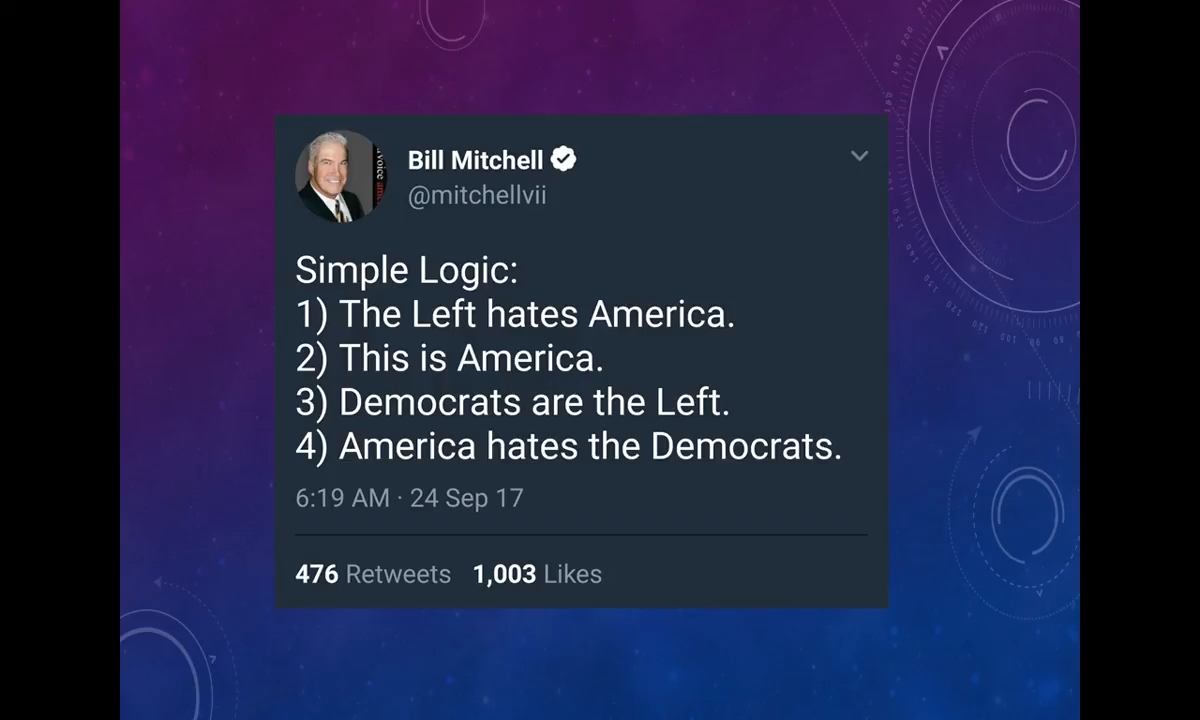 Bill Mitchell
@mitchellvii
Simple Logic:
1) The Left hates America.
2) This is America.
3) Democrats are the Left.
4) America hates the Democrats.
6:19 AM · 24 Sep 17
476 Retweets 1,003 Likes